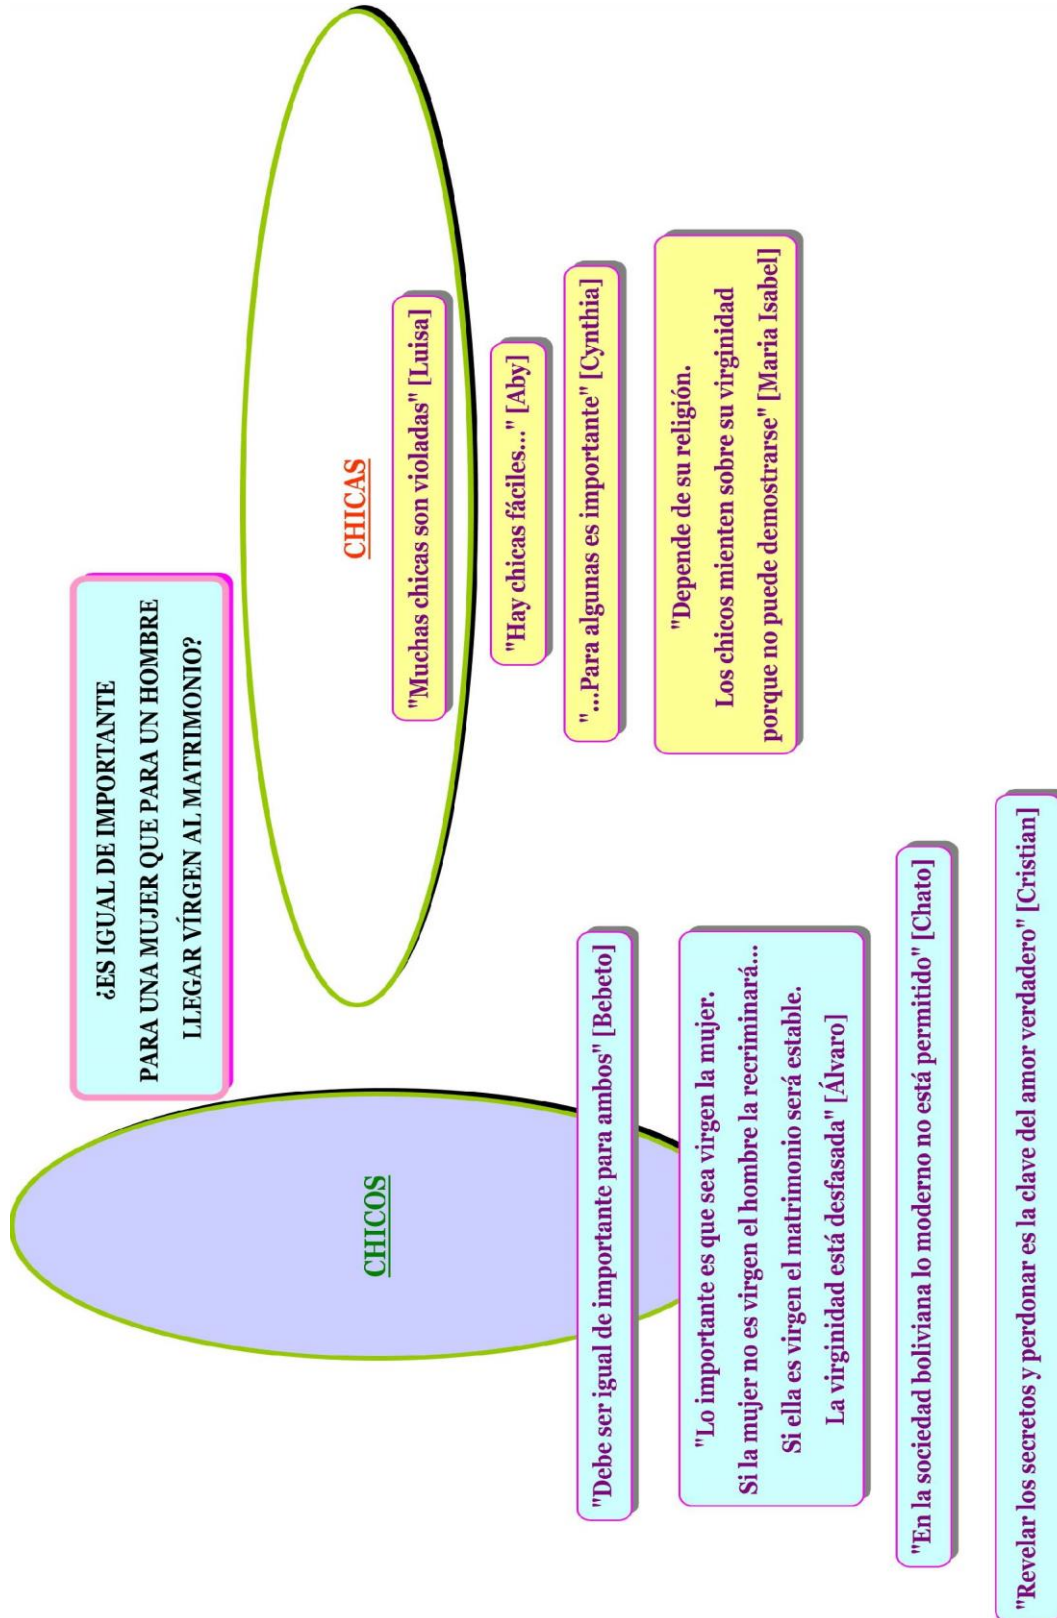 ¿ES IGUAL DE IMPORTANTE
PARA UNA MUJER QUE PARA UN HOMBRE
LLEGAR VÍRGEN AL MATRIMONIO?
CHICOS
"Debe ser igual de importante para ambos" [Bebeto]
"Lo importante es que sea virgen la mujer.
Si la mujer no es virgen el hombre la recriminará...
Si ella es virgen el matrimonio será estable.
La virginidad está desfasada" [Álvaro]
"En la sociedad boliviana lo moderno no está permitido" [Chato]
"Revelar los secretos y perdonar es la clave del amor verdadero" [Cristian]
CHICAS
"Muchas chicas son violadas" [Luisa]
"Hay chicas fáciles..." [Aby]
"...Para algunas es importante" [Cynthia]
"Depende de su religión.
Los chicos mienten sobre su virginidad
porque no puede demostrarse" [Maria Isabel]